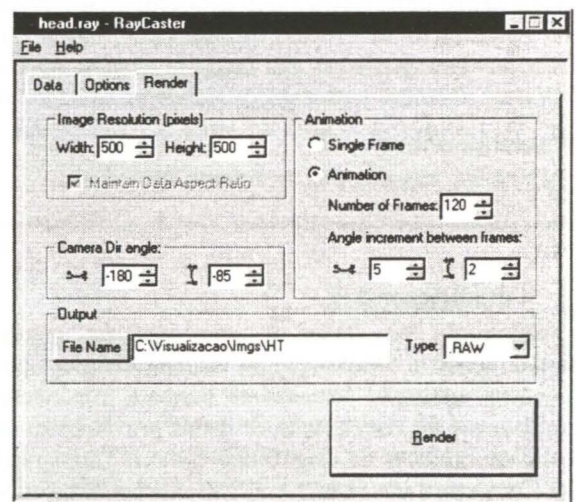 head.ray - RayCaster
File Help
Data Options Render
Image Resolution (pixels)
Width: 500 Height: 500
Maintain Data Aspect Ratio
Camera Dir angle:
-180 -85
Animation
Single Frame
Animation
Number of Frames: 120
Angle increment between frames:
5 2
Output
File Name C:\Visualizacao\Imgs\HT Type: .RAW
Render